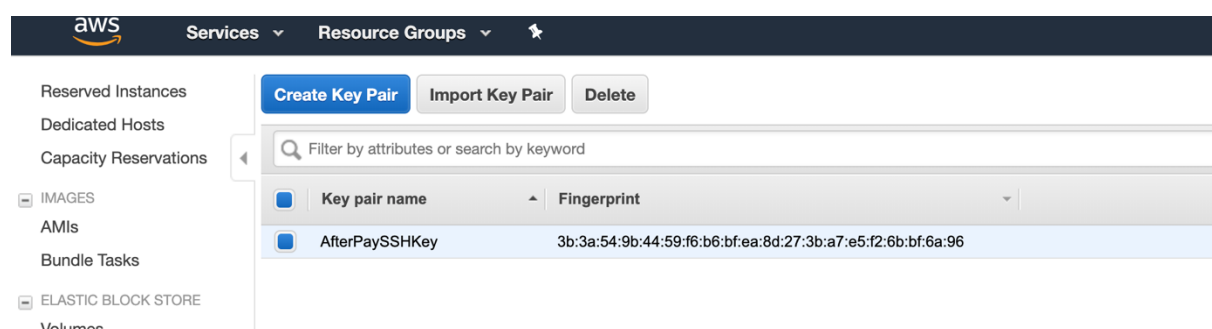 aws Services Resource Groups
Reserved Instances
Dedicated Hosts
Capacity Reservations
IMAGES
AMIs
Bundle Tasks
ELASTIC BLOCK STORE
Volumes
Create Key Pair Import Key Pair Delete
Filter by attributes or search by keyword
Key pair name Fingerprint
AfterPaySSHKey 3b:3a:54:9b:44:59:f6:b6:bf:ea:8d:27:3b:a7:e5:f2:6b:bf:6a:96